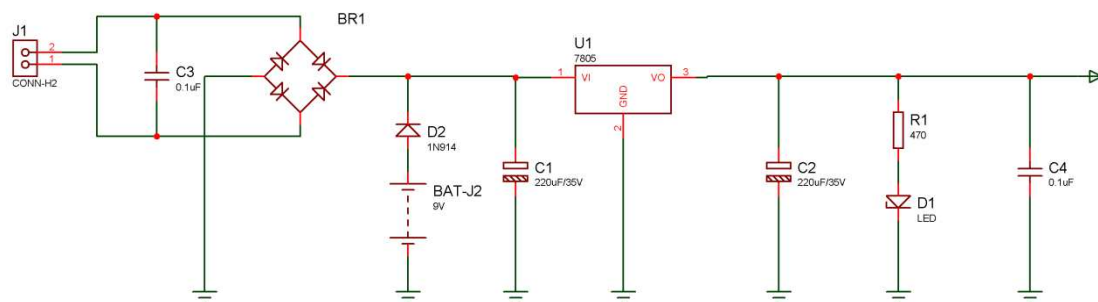 J1
2
1
CONN-H2
C3
0.1uF
BR1
D2
1N914
BAT-J2
9V
C1
220uF/35V
U1
7805
1
VI
VO
3
GND
2
C2
220uF/35V
R1
470
D1
LED
C4
0.1uF